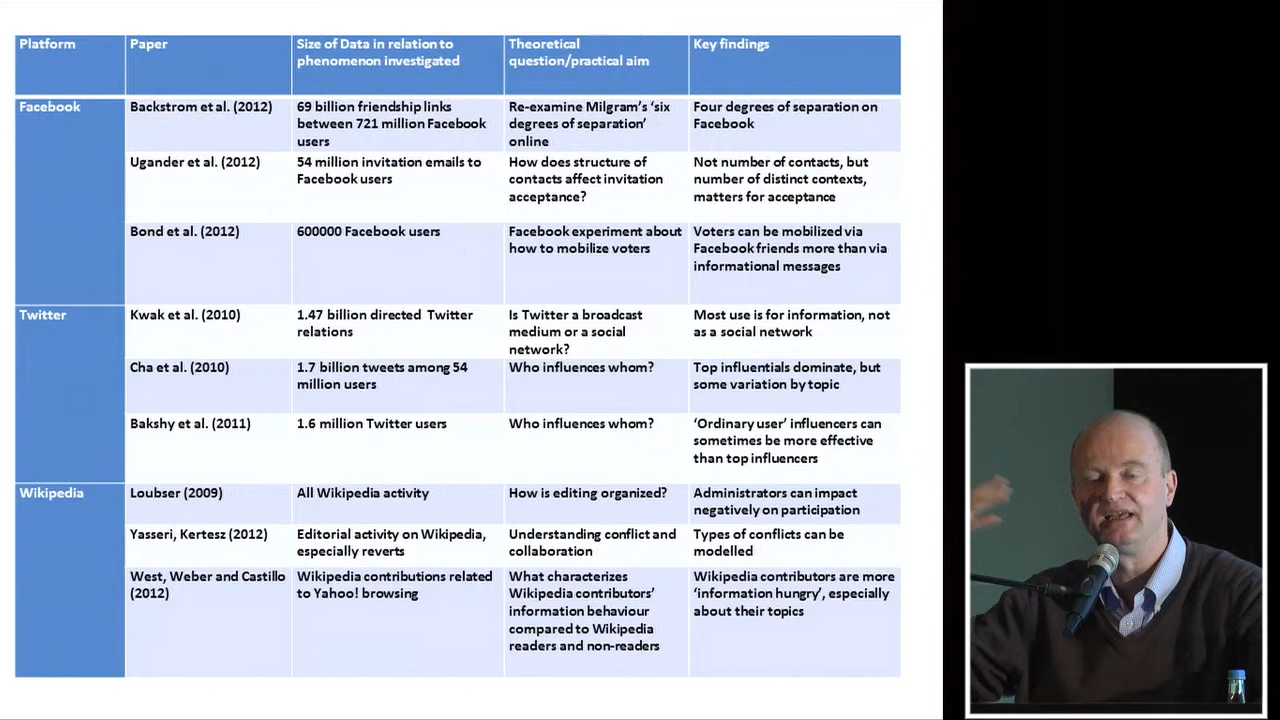 Platform
Paper
Size of Data in relation to
phenomenon investigated
Theoretical
question/practical aim
Key findings
Facebook
Backstrom et al. (2012)
69 billion friendship links
between 721 million Facebook
users
Re-examine Milgram's 'six
degrees of separation'
online
Four degrees of separation on
Facebook
Ugander et al. (2012)
54 million invitation emails to
Facebook users
How does structure of
contacts affect invitation
acceptance?
Not number of contacts, but
number of distinct contexts,
matters for acceptance
Bond et al. (2012)
600000 Facebook users
Facebook experiment about
how to mobilize voters
Voters can be mobilized via
Facebook friends more than via
informational messages
Twitter
Kwak et al. (2010)
1.47 billion directed Twitter
relations
Is Twitter a broadcast
medium or a social
network?
Most use is for information, not
as a social network
Cha et al. (2010)
1.7 billion tweets among 54
million users
Who influences whom?
Top influentials dominate, but
some variation by topic
Bakshy et al. (2011)
1.6 million Twitter users
Who influences whom?
'Ordinary user' influencers can
sometimes be more effective
than top influencers
Wikipedia
Loubser (2009)
All Wikipedia activity
How is editing organized?
Administrators can impact
negatively on participation
Yasseri, Kertesz (2012)
Editorial activity on Wikipedia,
especially reverts
Understanding conflict and
collaboration
Types of conflicts can be
modelled
West, Weber and Castillo
(2012)
Wikipedia contributions related
to Yahoo! browsing
What characterizes
Wikipedia contributors'
information behaviour
compared to Wikipedia
readers and non-readers
Wikipedia contributors are more
'information hungry', especially
about their topics